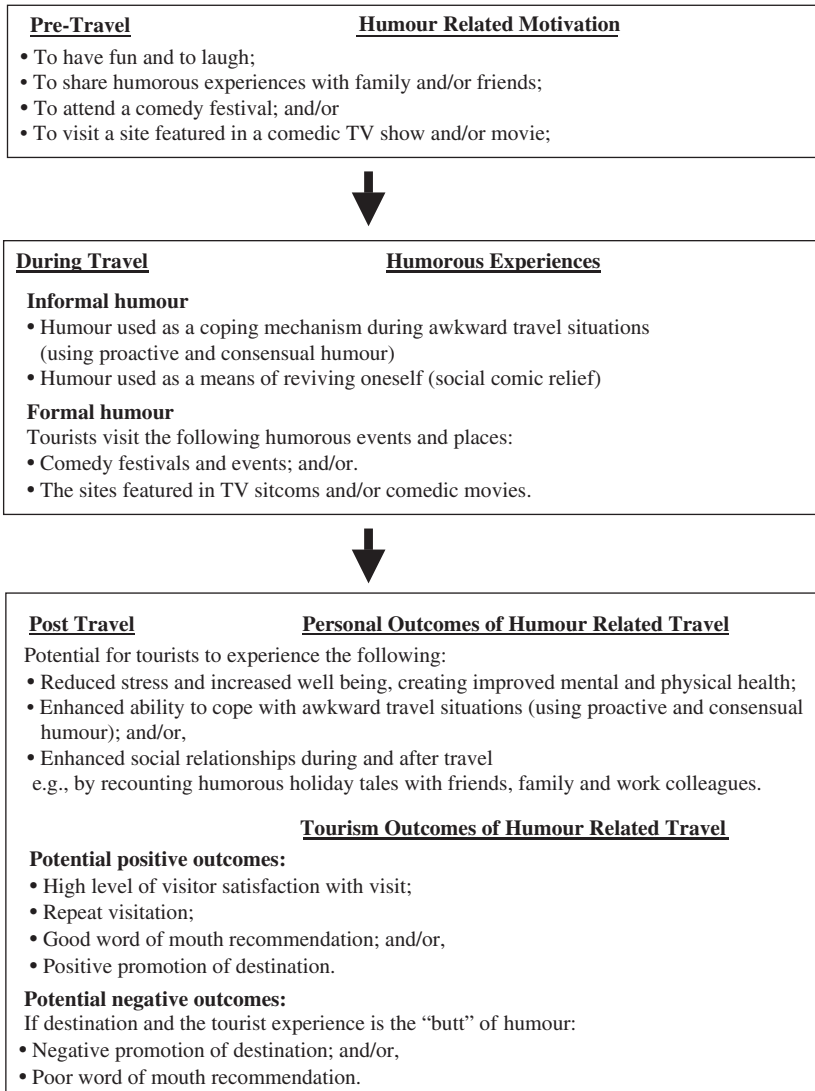 Pre-Travel Humour Related Motivation
• To have fun and to laugh;
• To share humorous experiences with family and/or friends;
• To attend a comedy festival; and/or
• To visit a site featured in a comedic TV show and/or movie;
During Travel Humorous Experiences
Informal humour
• Humour used as a coping mechanism during awkward travel situations
(using proactive and consensual humour)
• Humour used as a means of reviving oneself (social comic relief)
Formal humour
Tourists visit the following humorous events and places:
• Comedy festivals and events; and/or.
• The sites featured in TV sitcoms and/or comedic movies.
Post Travel Personal Outcomes of Humour Related Travel
Potential for tourists to experience the following:
• Reduced stress and increased well being, creating improved mental and physical health;
• Enhanced ability to cope with awkward travel situations (using proactive and consensual
humour); and/or,
• Enhanced social relationships during and after travel
e.g., by recounting humorous holiday tales with friends, family and work colleagues.
Tourism Outcomes of Humour Related Travel
Potential positive outcomes:
• High level of visitor satisfaction with visit;
• Repeat visitation;
• Good word of mouth recommendation; and/or,
• Positive promotion of destination.
Potential negative outcomes:
If destination and the tourist experience is the “butt” of humour:
• Negative promotion of destination; and/or,
• Poor word of mouth recommendation.